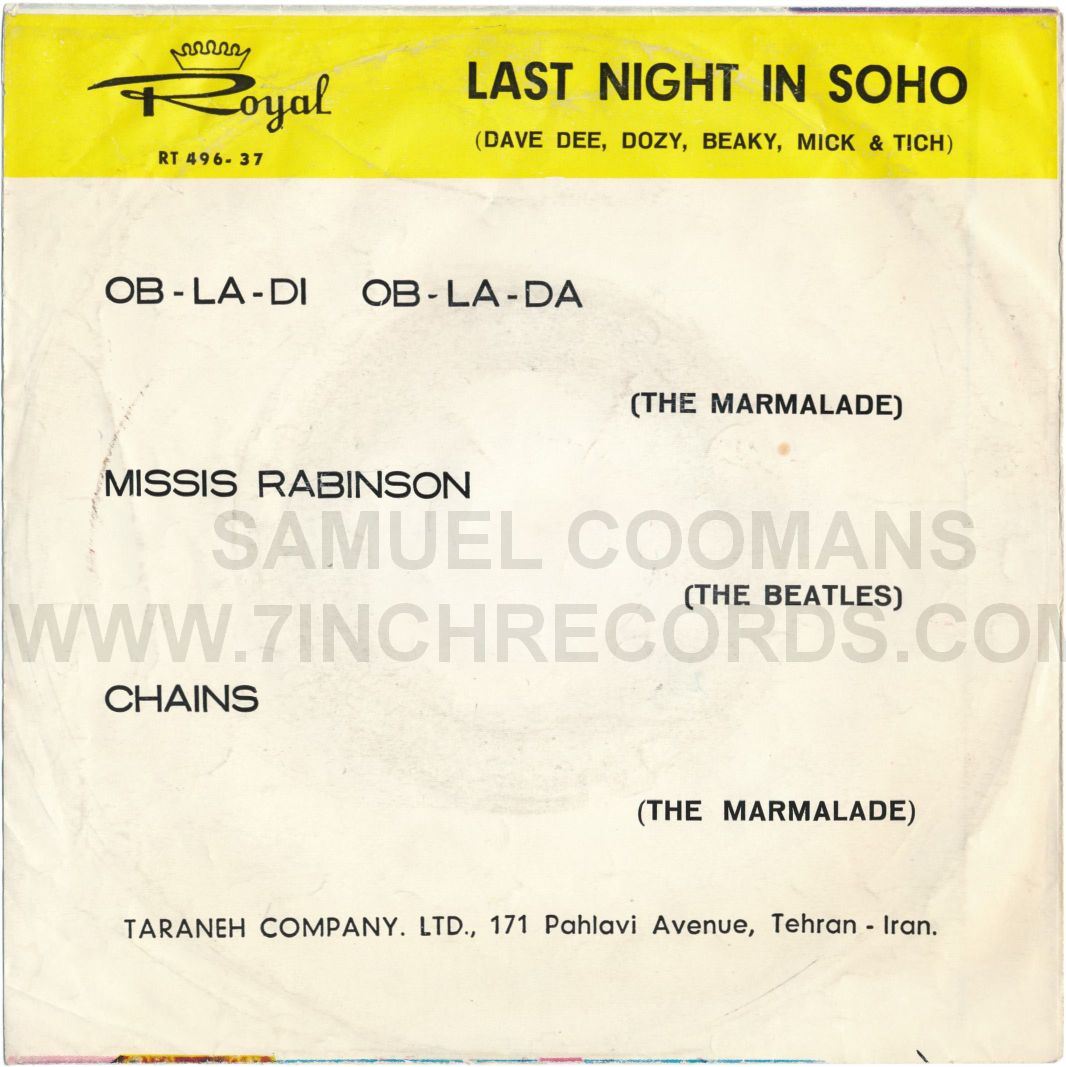 Royal
RT 496-37
LAST NIGHT IN SOHO
(DAVE DEE, DOZY, BEAKY, MICK & TICH)
OB-LA-DI OB-LA-DA
(THE MARMALADE)
MISSIS RABINSON
SAMUEL COOMANS
(THE BEATLES)
WWW.7INCHRECORDS.COM
CHAINS
(THE MARMALADE)
TARANEH COMPANY. LTD., 171 Pahlavi Avenue, Tehran - Iran.